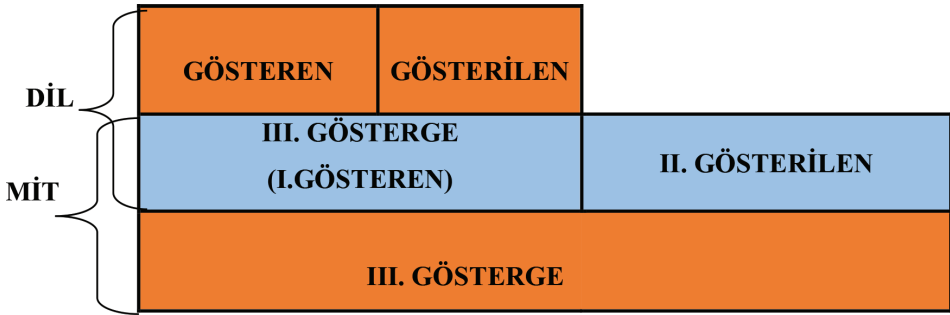 GÖSTEREN
GÖSTERİLEN
DİL
III. GÖSTERGE
(I.GÖSTEREN)
II. GÖSTERİLEN
MİT
III. GÖSTERGE